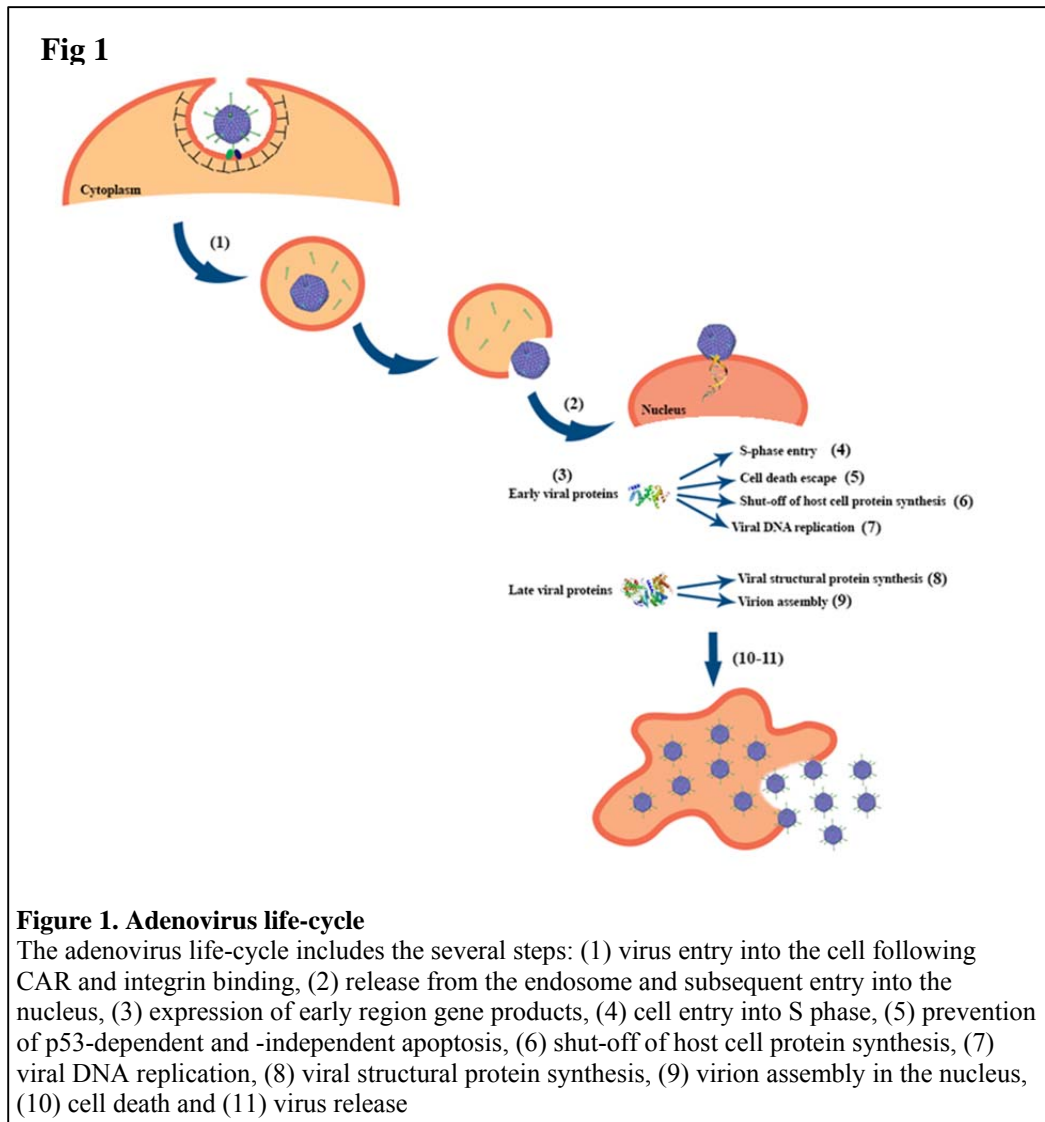 Fig 1
Cytoplasm
(1)
(2)
Nucleus
(3)
Early viral proteins
S-phase entry (4)
Cell death escape (5)
Shut-off of host cell protein synthesis (6)
Viral DNA replication (7)
Late viral proteins
Viral structural protein synthesis (8)
Virion assembly (9)
(10-11)
Figure 1. Adenovirus life-cycle
The adenovirus life-cycle includes the several steps: (1) virus entry into the cell following
CAR and integrin binding, (2) release from the endosome and subsequent entry into the
nucleus, (3) expression of early region gene products, (4) cell entry into S phase, (5) prevention
of p53-dependent and -independent apoptosis, (6) shut-off of host cell protein synthesis, (7)
viral DNA replication, (8) viral structural protein synthesis, (9) virion assembly in the nucleus,
(10) cell death and (11) virus release